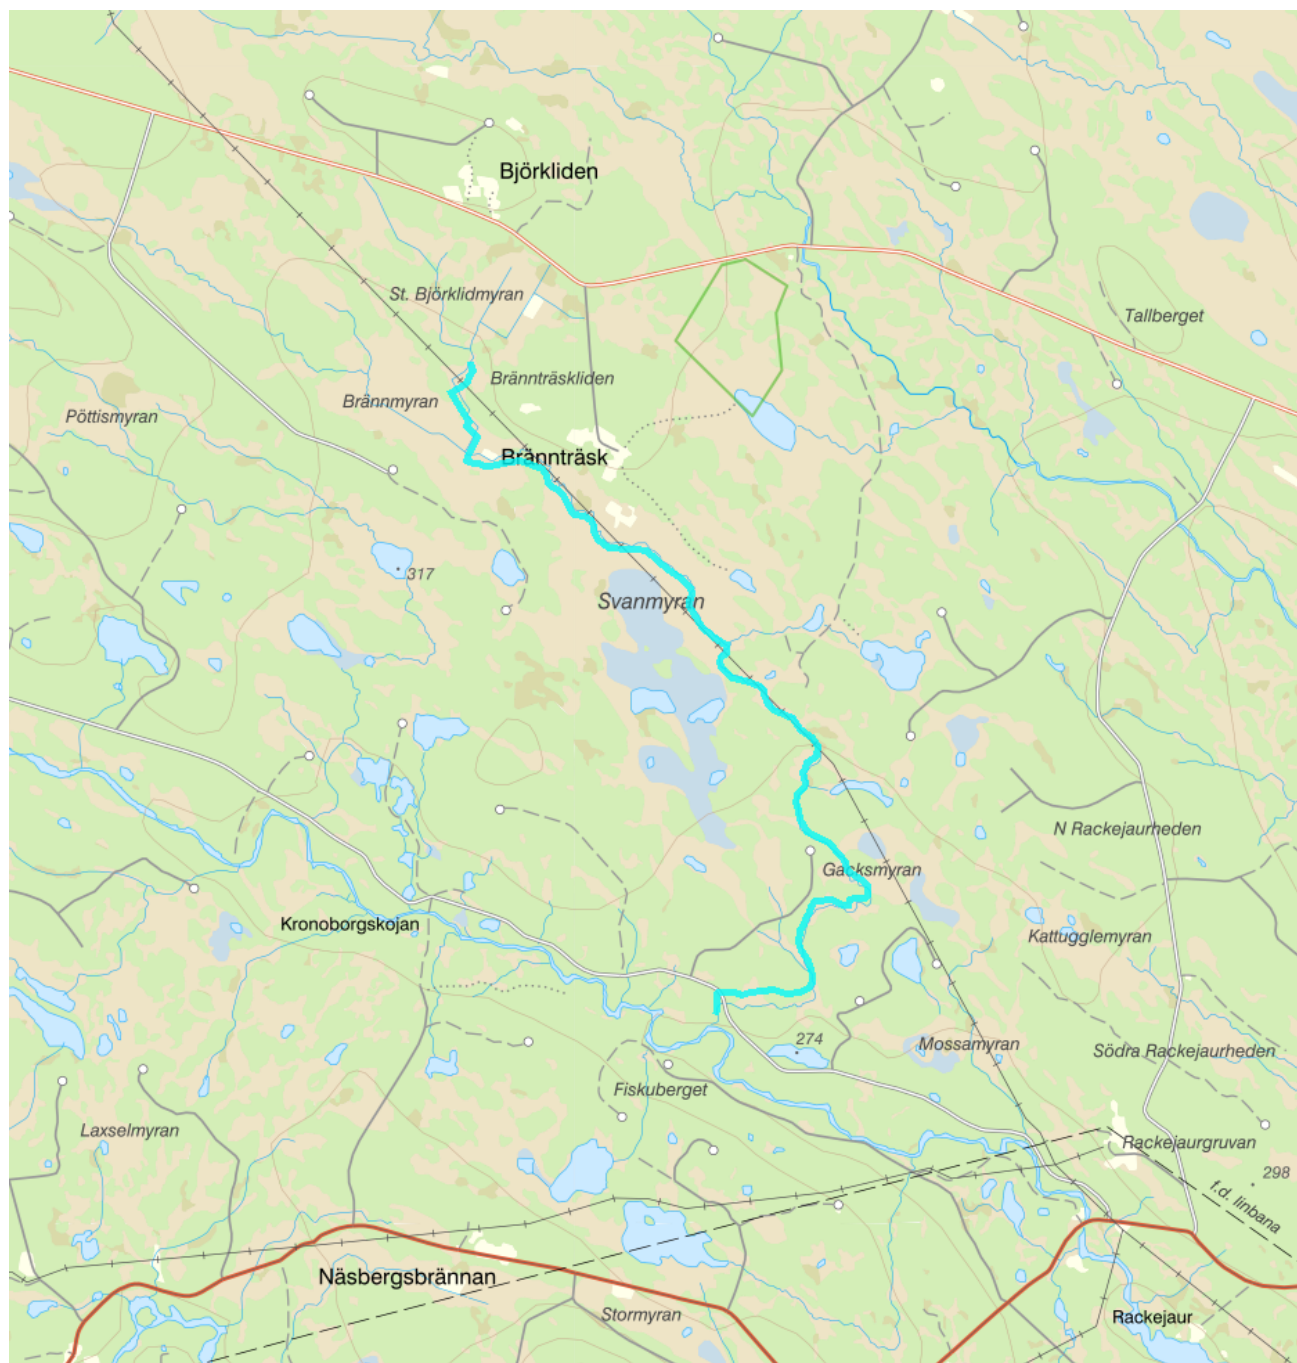 Björkliden
St. Björklidmyran
Tallberget
Brännträskliden
Brännmyran
Pöttismyran
Brännträsk
317
Svanmyran
N Rackejaurheden
Gacksmyran
Kronoborgskojan
Kattugglemyran
274
Mossamyran
Södra Rackejaurheden
Fiskuberget
Laxselmyran
Rackejaurgruvan
298
f.d. linbana
Näsbergsbrännan
Stormyran
Rackejaur